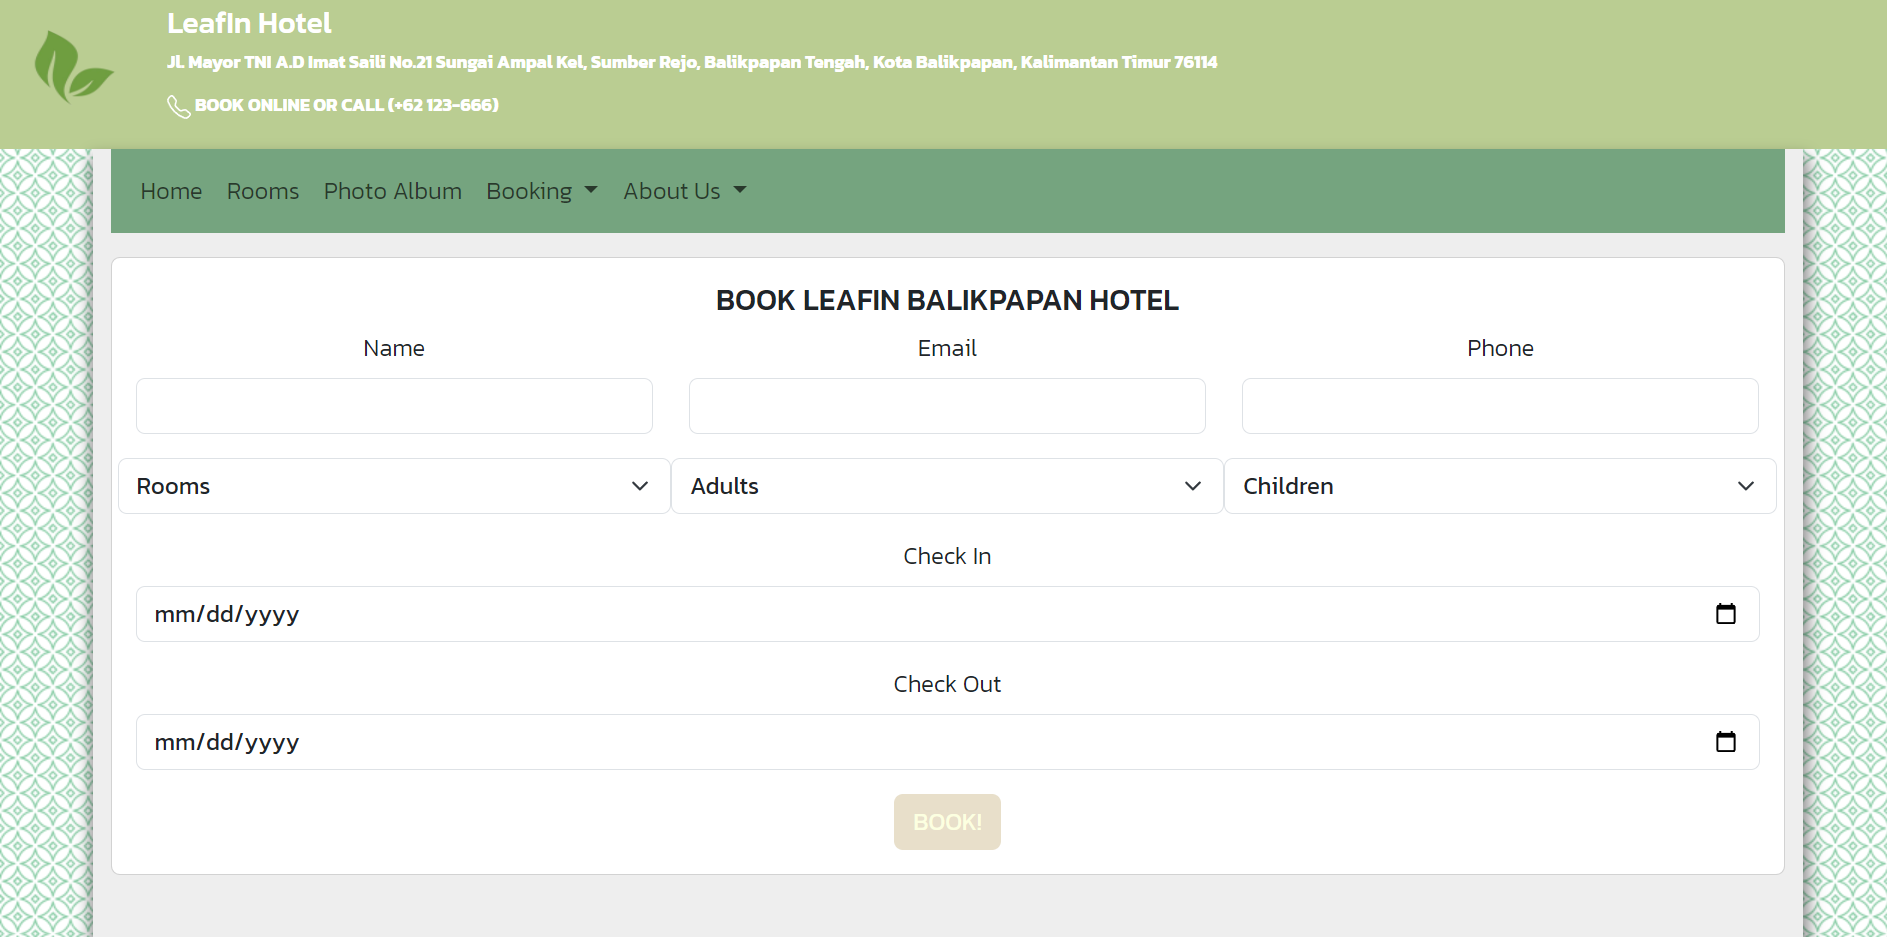 LeafIn Hotel
JL Mayor TNI A.D Imat Saili No.21 Sungai Ampal Kel, Sumber Rejo, Balikpapan Tengah, Kota Balikpapan, Kalimantan Timur 76114
BOOK ONLINE OR CALL (+62 123-666)
Home Rooms Photo Album Booking About Us
BOOK LEAFIN BALIKPAPAN HOTEL
Name Email Phone
Rooms Adults Children
Check In
mm/dd/yyyy
Check Out
mm/dd/yyyy
BOOK!